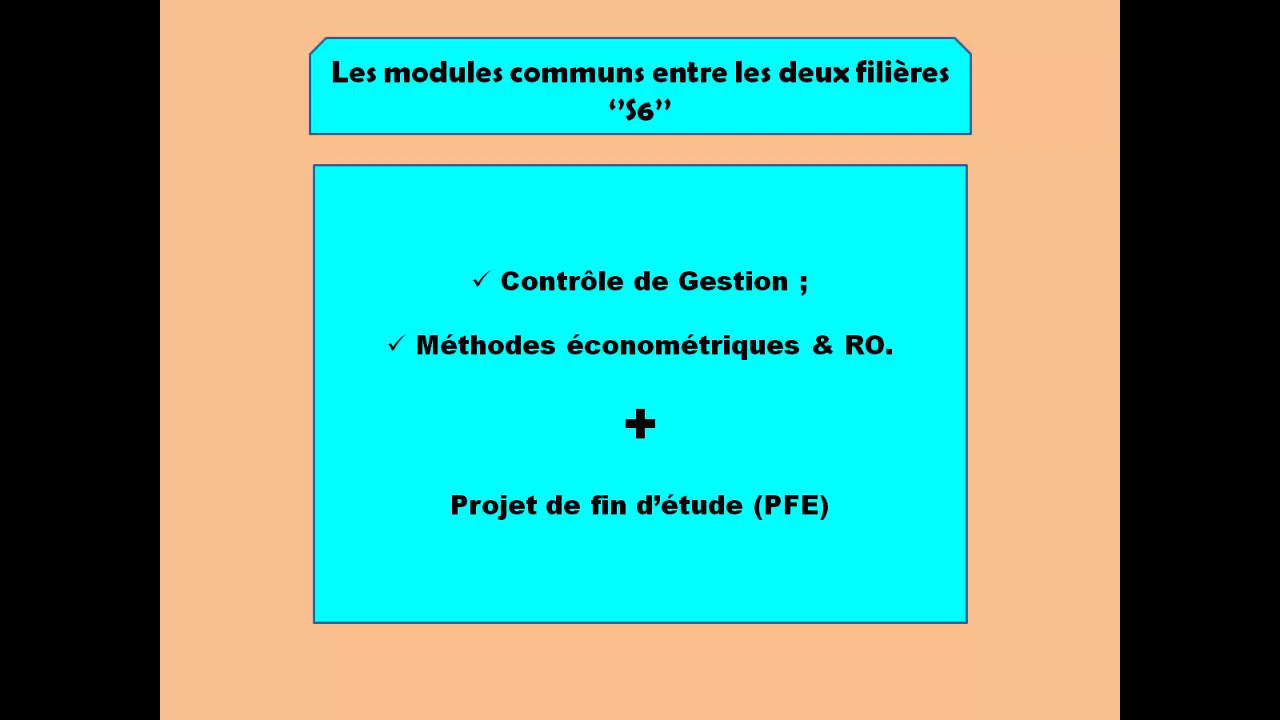 Les modules communs entre les deux filières
‘’S6’’
✓ Contrôle de Gestion ;
✓ Méthodes économétriques & RO.
+
Projet de fin d’étude (PFE)